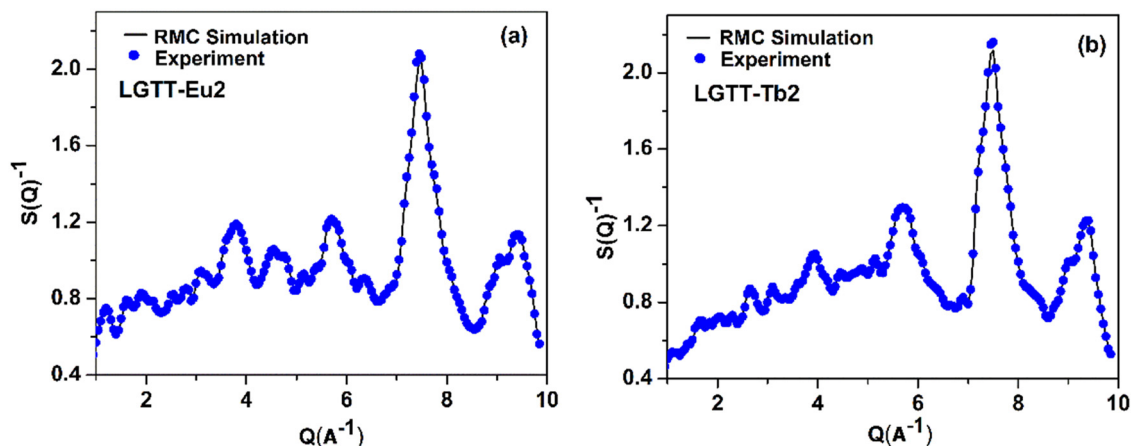 RMC Simulation
Experiment
LGTT-Eu2
(a)
2.0
1.6
1.2
0.8
0.4
S(Q)⁻¹
2 4 6 8 10
Q(A⁻¹)
RMC Simulation
Experiment
LGTT-Tb2
(b)
2.0
1.6
1.2
0.8
0.4
S(Q)⁻¹
2 4 6 8 10
Q(A⁻¹)